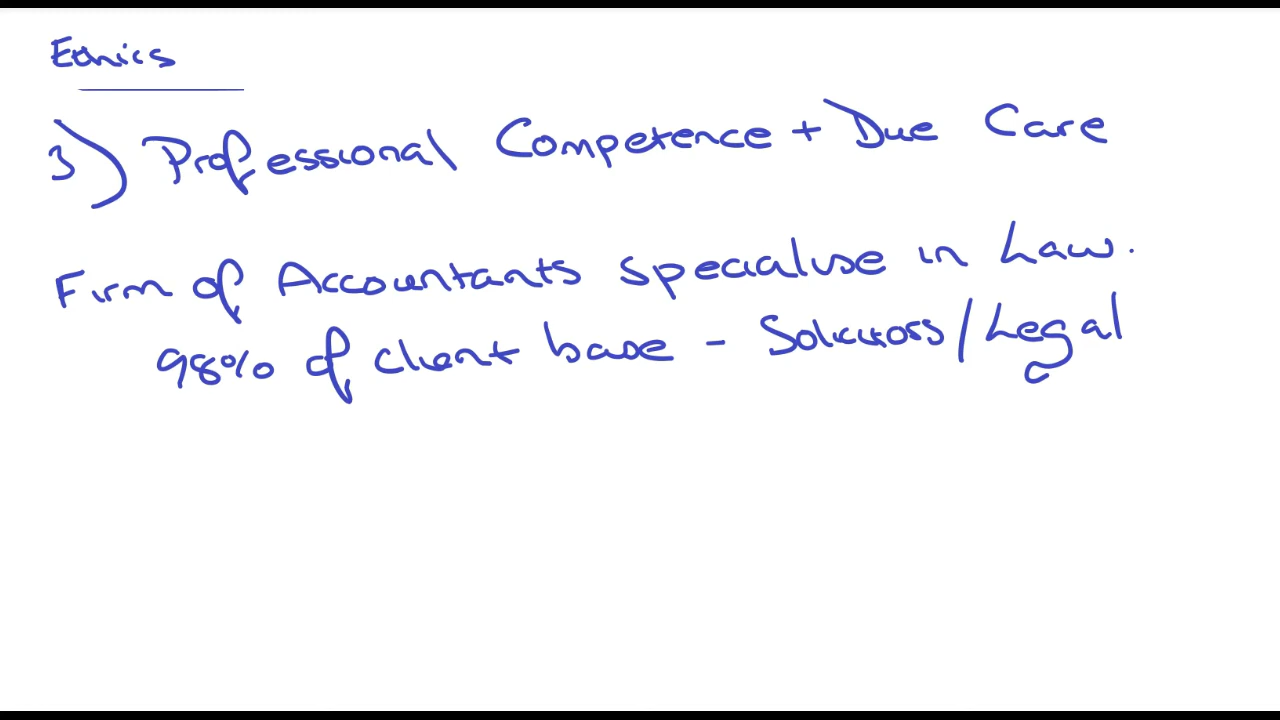 Ethics
3) Professional Competence + Due Care
Firm of Accountants specialise in Law.
98% of client base - Solicitors/Legal